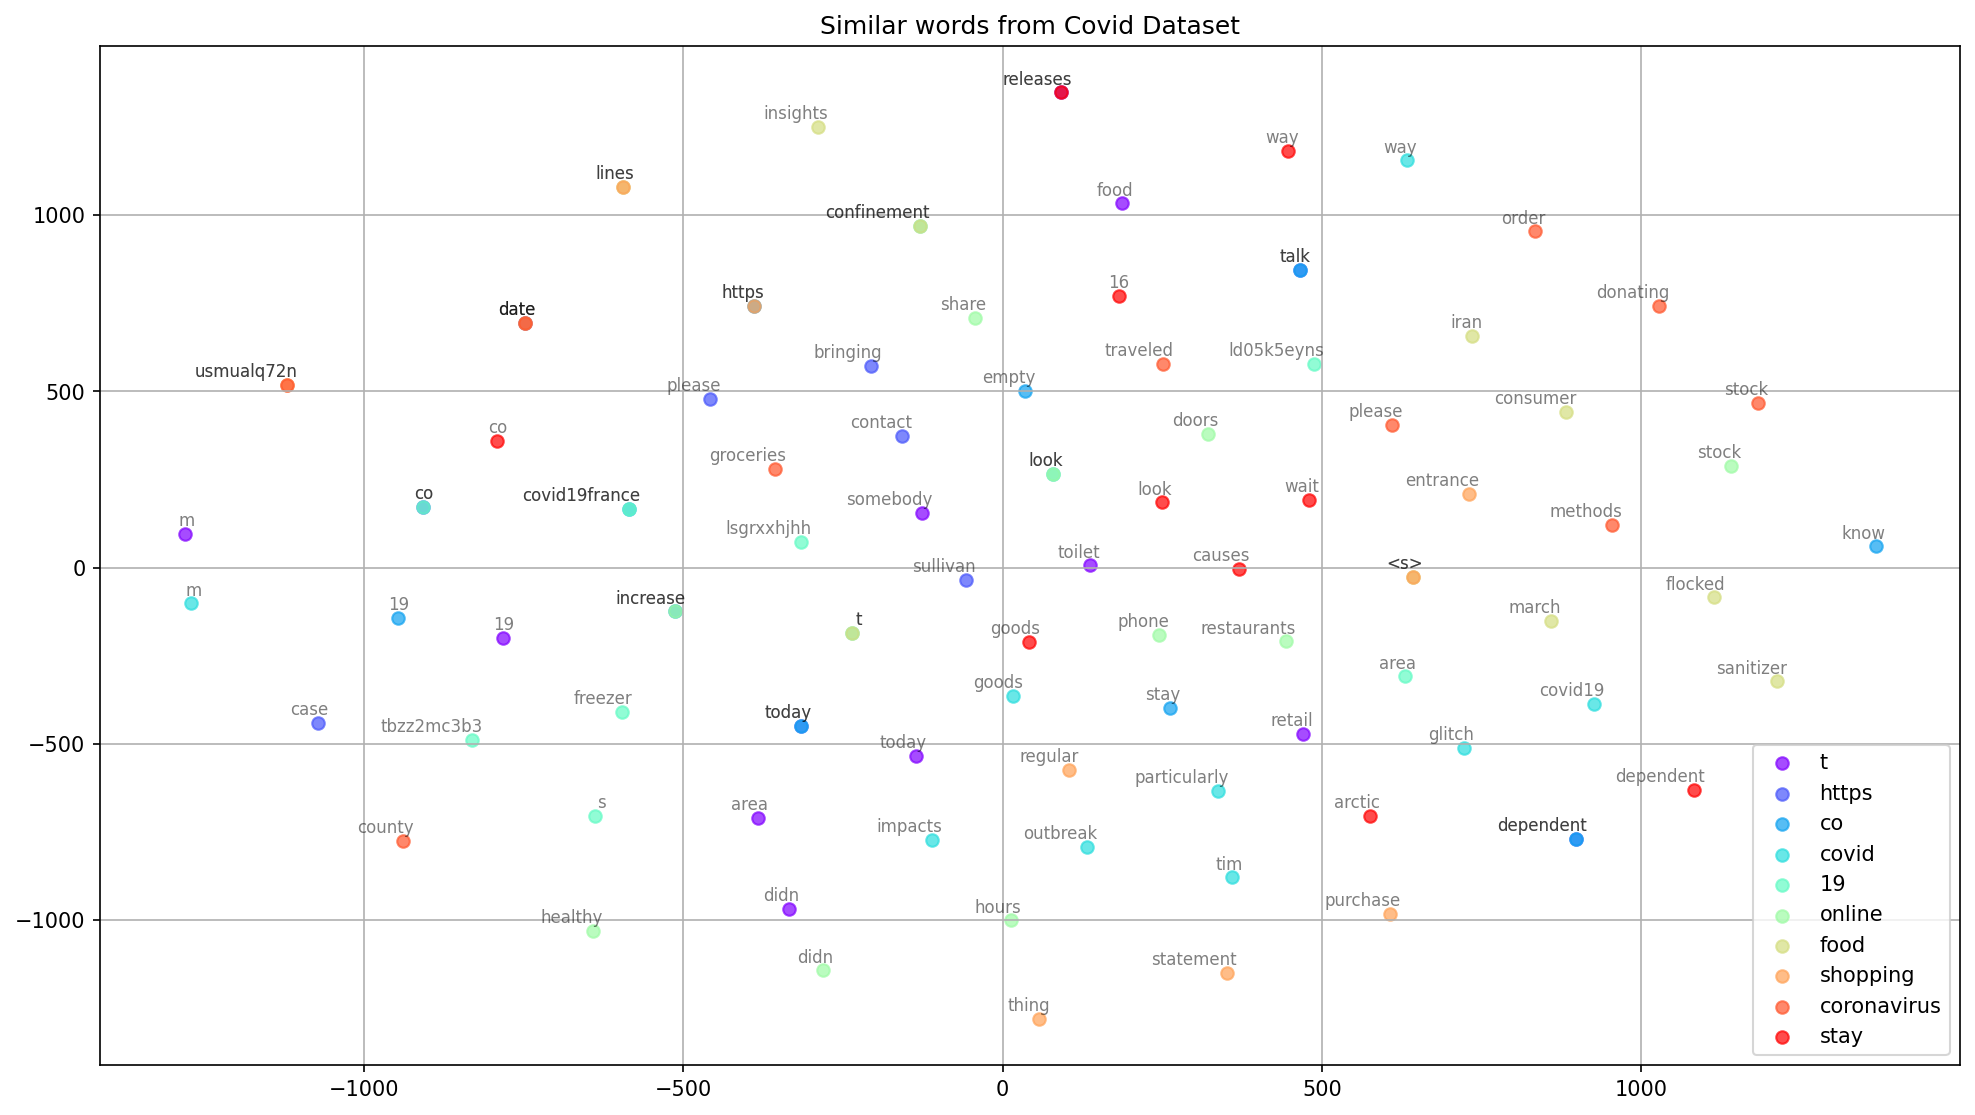 Similar words from Covid Dataset
releases
insights
way
way
lines
food
confinement
order
talk
16
https
date
share
donating
iran
bringing
traveled
ld05k5eyns
usmualq72n
please
empty
stock
consumer
please
contact
doors
co
groceries
look
stock
look
wait
entrance
co
covid19france
somebody
methods
m
lsgrxxhjhh
know
toilet
causes
<s>
sullivan
flocked
m
19
increase
march
19
t
goods
phone
restaurants
area
sanitizer
goods
covid19
freezer
stay
case
tbzz2mc3b3
today
retail
glitch
today
regular
particularly
dependent
s
area
arctic
county
impacts
outbreak
dependent
tim
didn
healthy
hours
purchase
didn
statement
thing
1000
500
0
−500
−1000
−1000
−500
0
500
1000
t
https
co
covid
19
online
food
shopping
coronavirus
stay